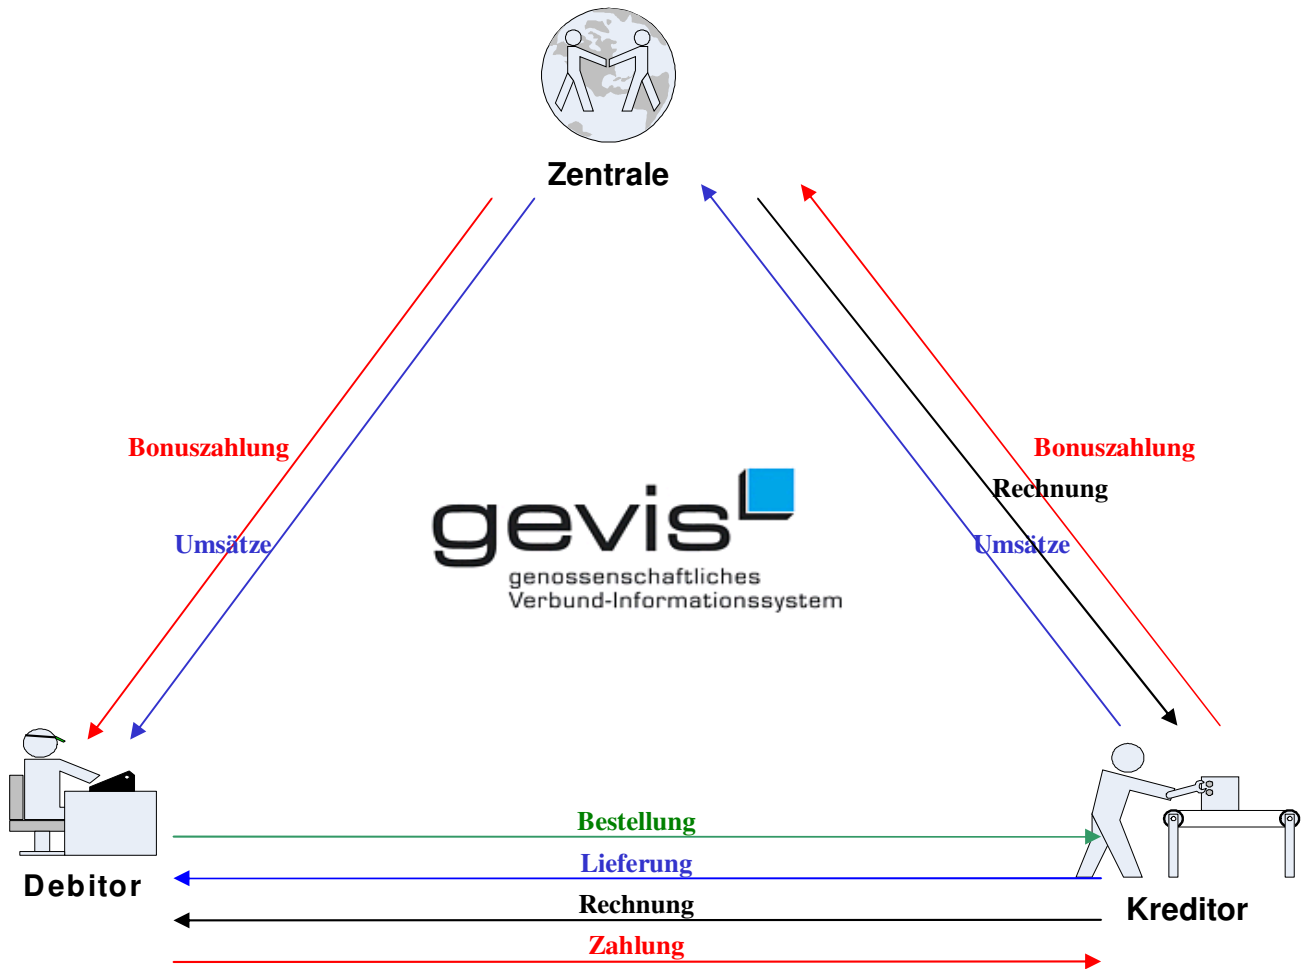 Zentrale
Bonuszahlung
Bonuszahlung
Rechnung
Umsätze
Umsätze
gevis
genossenschaftliches
Verbund-Informationssystem
Bestellung
Lieferung
Debitor
Rechnung
Kreditor
Zahlung